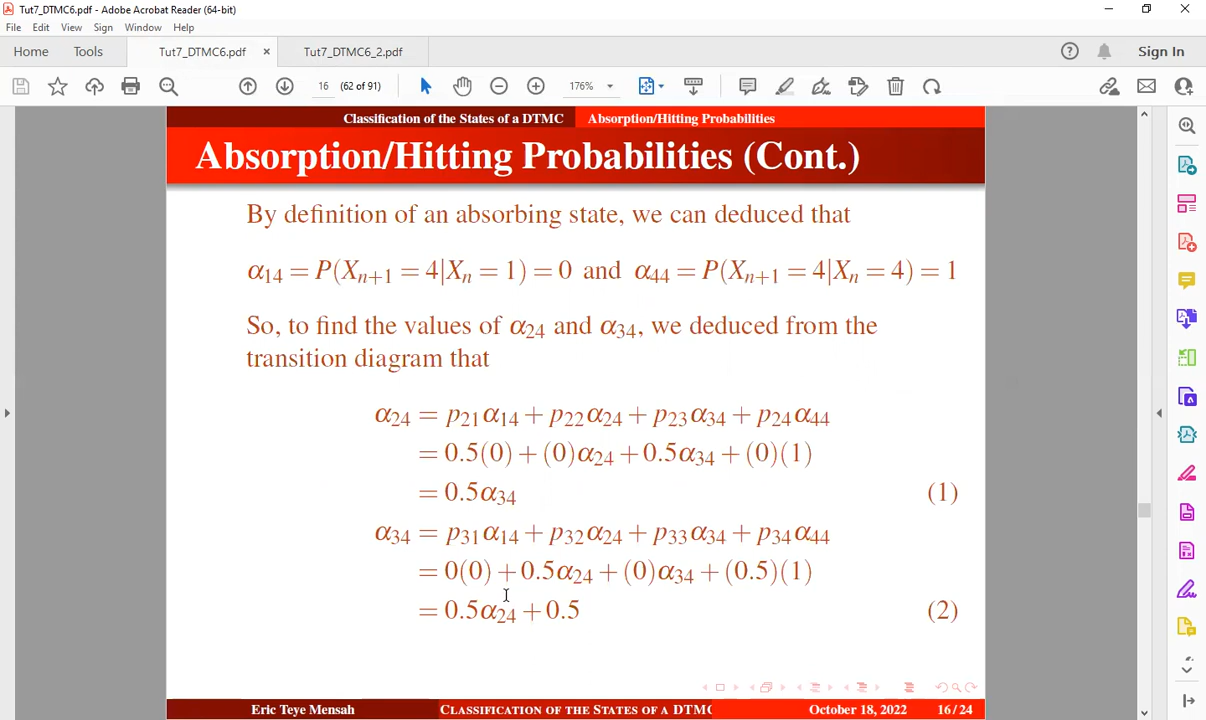 Tut7_DTMC6.pdf - Adobe Acrobat Reader (64-bit)
File Edit View Sign Window Help
Home Tools Tut7_DTMC6.pdf × Tut7_DTMC6_2.pdf Sign In
16 (62 of 91) 176%
Classification of the States of a DTMC Absorption/Hitting Probabilities
Absorption/Hitting Probabilities (Cont.)
By definition of an absorbing state, we can deduced that
α₁₄ = P(Xₙ₊₁ = 4|Xₙ = 1) = 0 and α₄₄ = P(Xₙ₊₁ = 4|Xₙ = 4) = 1
So, to find the values of α₂₄ and α₃₄, we deduced from the
transition diagram that
α₂₄ = p₂₁α₁₄ + p₂₂α₂₄ + p₂₃α₃₄ + p₂₄α₄₄
= 0.5(0) + (0)α₂₄ + 0.5α₃₄ + (0)(1)
= 0.5α₃₄ (1)
α₃₄ = p₃₁α₁₄ + p₃₂α₂₄ + p₃₃α₃₄ + p₃₄α₄₄
= 0(0) + 0.5α₂₄ + (0)α₃₄ + (0.5)(1)
= 0.5α₂₄ + 0.5 (2)
Eric Teye Mensah CLASSIFICATION OF THE STATES OF A DTMC October 18, 2022 16/24